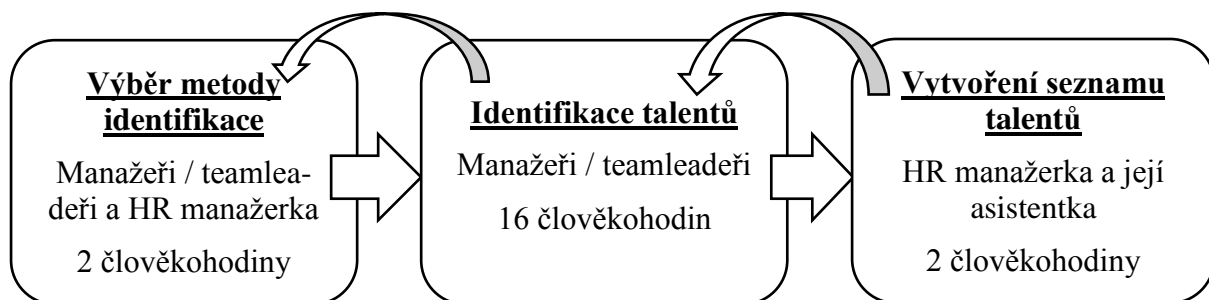 Výběr metody
identifikace
Manažeři / teamlea-
deři a HR manažerka
2 člověkohodiny
Identifikace talentů
Manažeři / teamleadeři
16 člověkohodin
Vytvoření seznamu
talentů
HR manažerka a její
asistentka
2 člověkohodiny